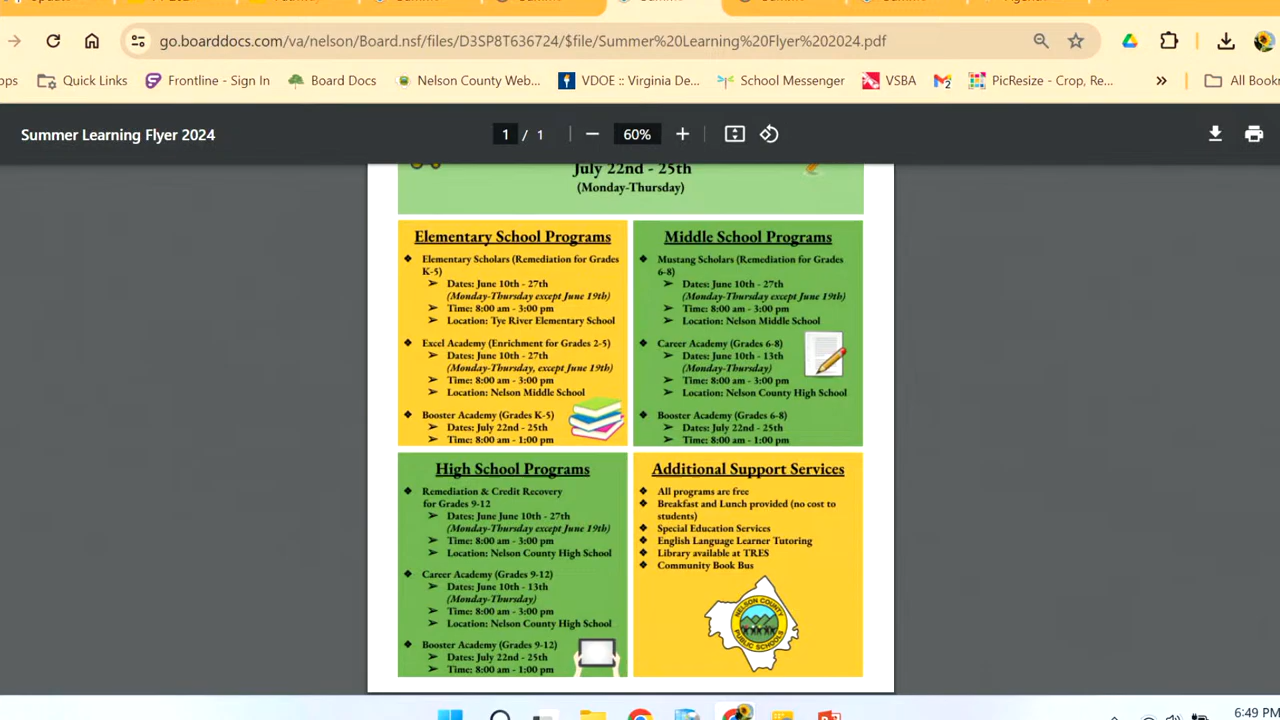 go.boarddocs.com/va/nelson/Board.nsf/files/D3SP8T636724/$file/Summer%20Learning%20Flyer%202024.pdf
Quick Links
Frontline - Sign In
Board Docs
Nelson County Web...
VDOE :: Virginia De...
School Messenger
VSBA
2
PicResize - Crop, Re...
»
All Book
Summer Learning Flyer 2024
1 / 1
60%
July 22nd - 25th
(Monday-Thursday)
Elementary School Programs
❖ Elementary Scholars (Remediation for Grades
K-5)
➢ Dates: June 10th - 27th
(Monday-Thursday except June 19th)
➢ Time: 8:00 am - 3:00 pm
➢ Location: Tye River Elementary School
❖ Excel Academy (Enrichment for Grades 2-5)
➢ Dates: June 10th - 27th
(Monday-Thursday, except June 19th)
➢ Time: 8:00 am - 3:00 pm
➢ Location: Nelson Middle School
❖ Booster Academy (Grades K-5)
➢ Dates: July 22nd - 25th
➢ Time: 8:00 am - 1:00 pm
Middle School Programs
❖ Mustang Scholars (Remediation for Grades
6-8)
➢ Dates: June 10th - 27th
(Monday-Thursday except June 19th)
➢ Time: 8:00 am - 3:00 pm
➢ Location: Nelson Middle School
❖ Career Academy (Grades 6-8)
➢ Dates: June 10th - 13th
(Monday-Thursday)
➢ Time: 8:00 am - 3:00 pm
➢ Location: Nelson County High School
❖ Booster Academy (Grades 6-8)
➢ Dates: July 22nd - 25th
➢ Time: 8:00 am - 1:00 pm
High School Programs
❖ Remediation & Credit Recovery
for Grades 9-12
➢ Dates: June June 10th - 27th
(Monday-Thursday except June 19th)
➢ Time: 8:00 am - 3:00 pm
➢ Location: Nelson County High School
❖ Career Academy (Grades 9-12)
➢ Dates: June 10th - 13th
(Monday-Thursday)
➢ Time: 8:00 am - 3:00 pm
➢ Location: Nelson County High School
❖ Booster Academy (Grades 9-12)
➢ Dates: July 22nd - 25th
➢ Time: 8:00 am - 1:00 pm
Additional Support Services
❖ All programs are free
❖ Breakfast and Lunch provided (no cost to
students)
❖ Special Education Services
❖ English Language Learner Tutoring
❖ Library available at TRES
❖ Community Book Bus
NELSON COUNTY
PUBLIC SCHOOLS
6:49 PM